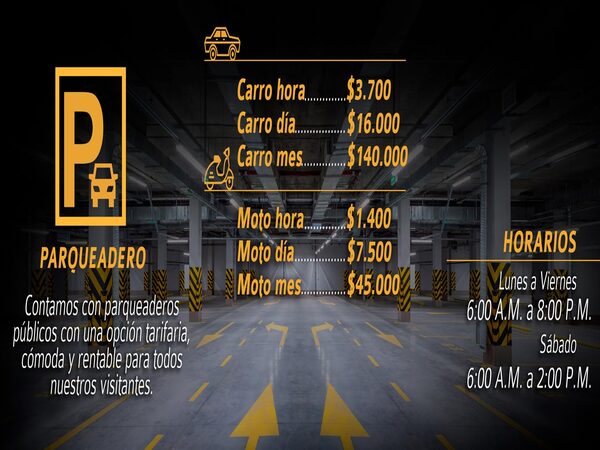 P
PARQUEADERO
Contamos con parqueaderos
públicos con una opción tarifaria,
cómoda y rentable para todos
nuestros visitantes.
Carro hora.............$3.700
Carro día.............$16.000
Carro mes...........$140.000
Moto hora.............$1.400
Moto día.............$7.500
Moto mes...........$45.000
HORARIOS
Lunes a Viernes
6:00 A.M. a 8:00 P.M.
Sábado
6:00 A.M. a 2:00 P.M.